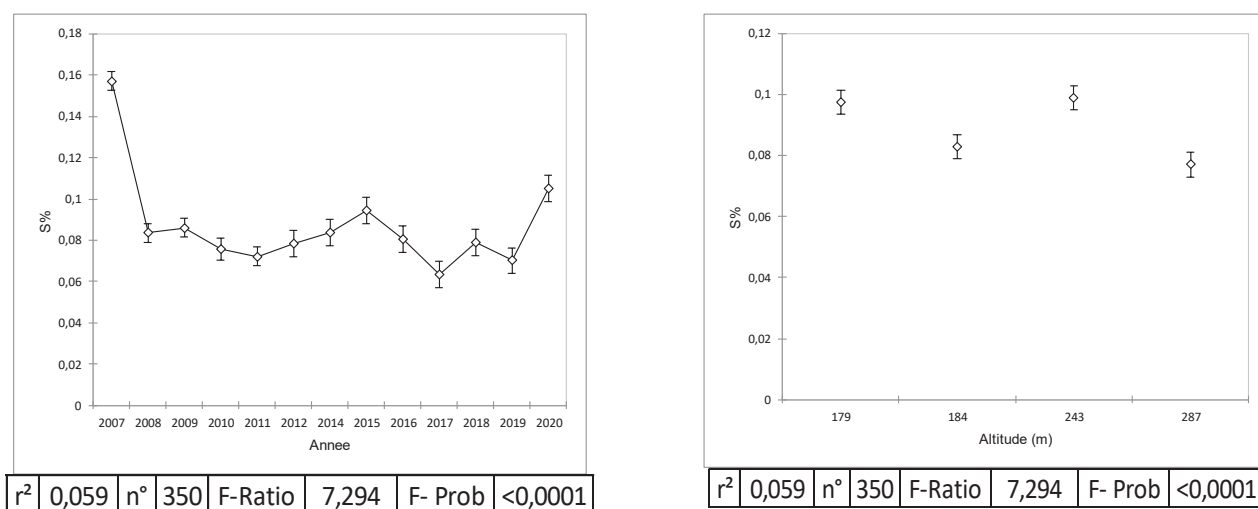 0,18
0,16
0,14
0,12
0,1
0,08
0,06
0,04
0,02
0
S%
2007 2008 2009 2010 2011 2012 2014 2015 2016 2017 2018 2019 2020
Annee
r² 0,059 n° 350 F-Ratio 7,294 F- Prob <0,0001
0,12
0,1
0,08
0,06
0,04
0,02
0
S%
179 184 243 287
Altitude (m)
r² 0,059 n° 350 F-Ratio 7,294 F- Prob <0,0001